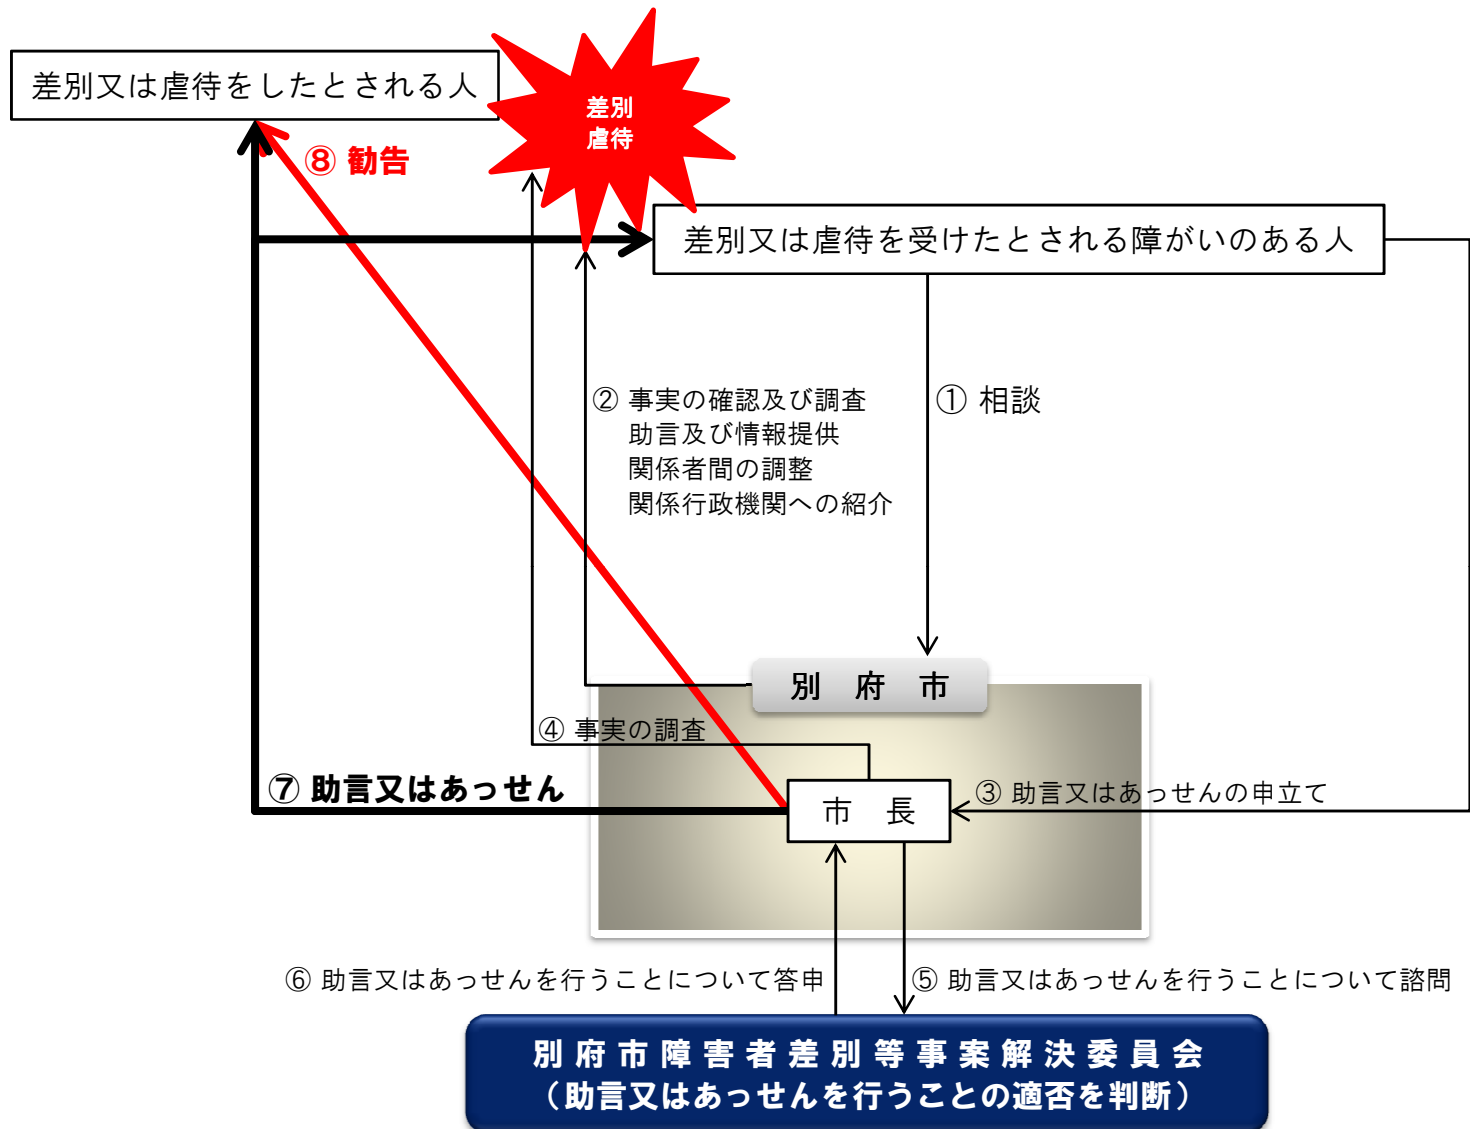 差別又は虐待をしたとされる人
差別
虐待
⑧ 勧告
差別又は虐待を受けたとされる障がいのある人
② 事実の確認及び調査
助言及び情報提供
関係者間の調整
関係行政機関への紹介
① 相談
別 府 市
④ 事実の調査
⑦ 助言又はあっせん
市 長
③ 助言又はあっせんの申立て
⑥ 助言又はあっせんを行うことについて答申
⑤ 助言又はあっせんを行うことについて諮問
別府市障害者差別等事案解決委員会
（助言又はあっせんを行うことの適否を判断）